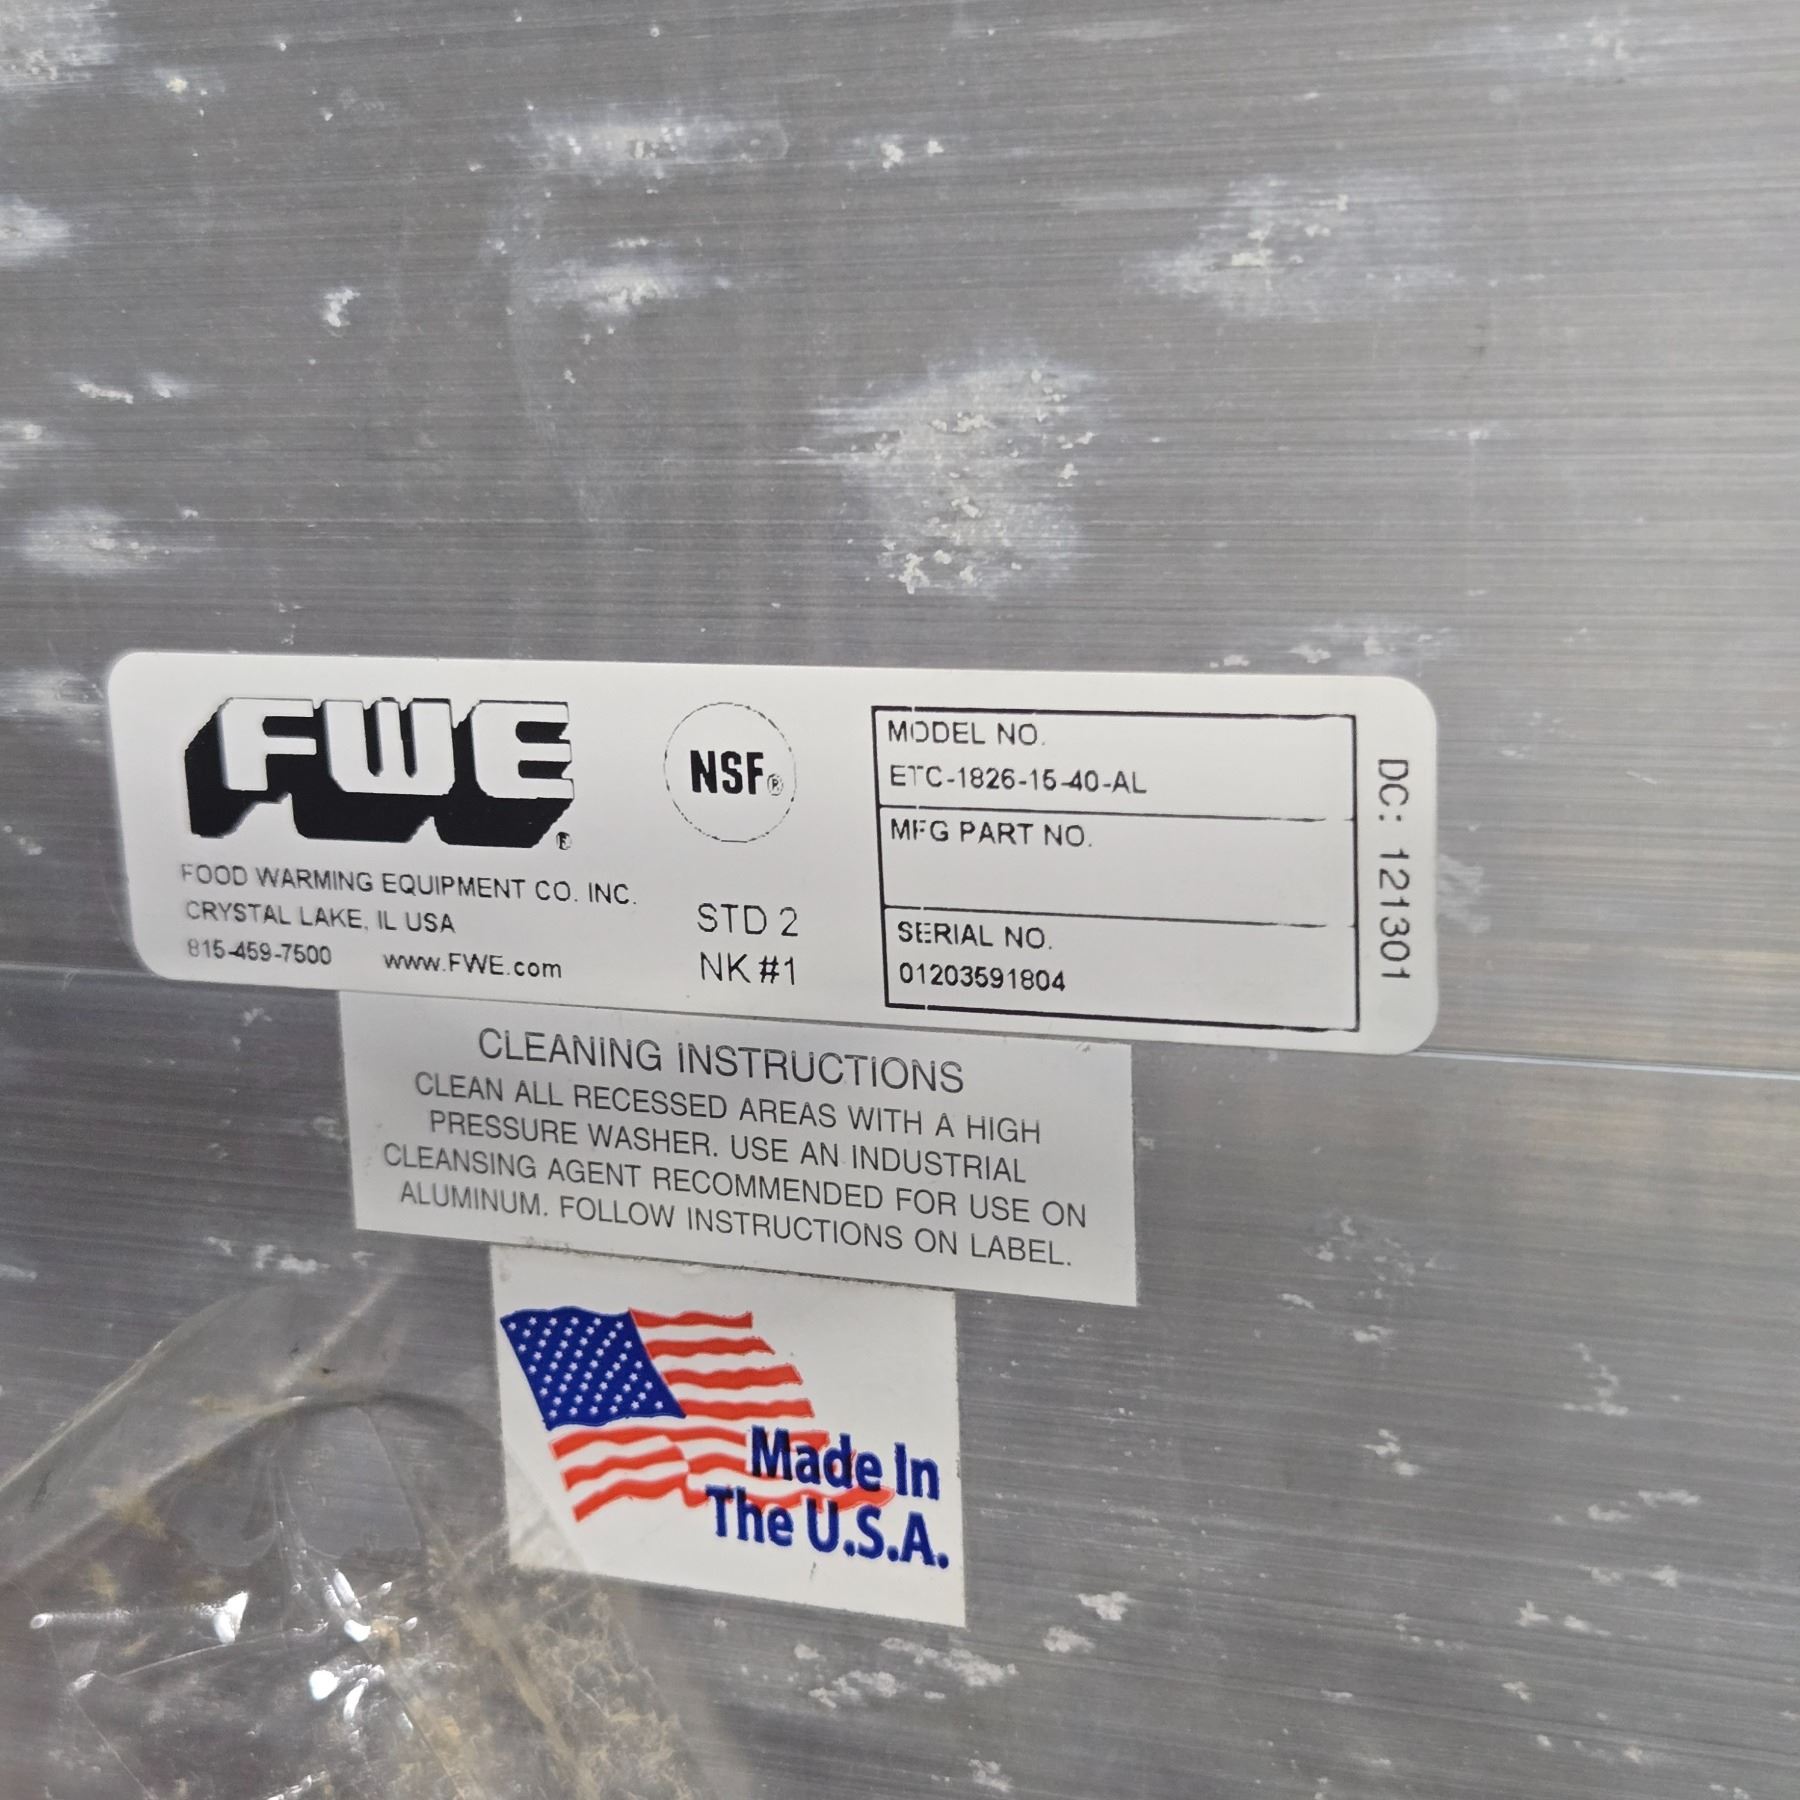 FWE®
FOOD WARMING EQUIPMENT CO. INC.
CRYSTAL LAKE, IL USA
815-459-7500 www.FWE.com
NSF®
STD 2
NK #1
MODEL NO.
ETC-1826-15-40-AL
MFG PART NO.
SERIAL NO.
01203591804
DC: 121301
CLEANING INSTRUCTIONS
CLEAN ALL RECESSED AREAS WITH A HIGH
PRESSURE WASHER. USE AN INDUSTRIAL
CLEANSING AGENT RECOMMENDED FOR USE ON
ALUMINUM. FOLLOW INSTRUCTIONS ON LABEL.
Made In
The U.S.A.